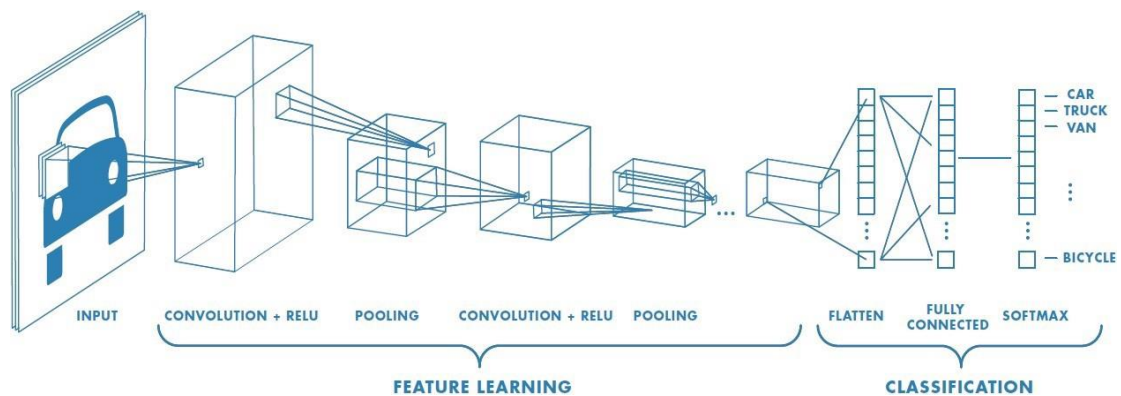 CAR
TRUCK
VAN
BICYCLE
INPUT
CONVOLUTION + RELU
POOLING
CONVOLUTION + RELU
POOLING
FLATTEN
FULLY
CONNECTED
SOFTMAX
FEATURE LEARNING
CLASSIFICATION